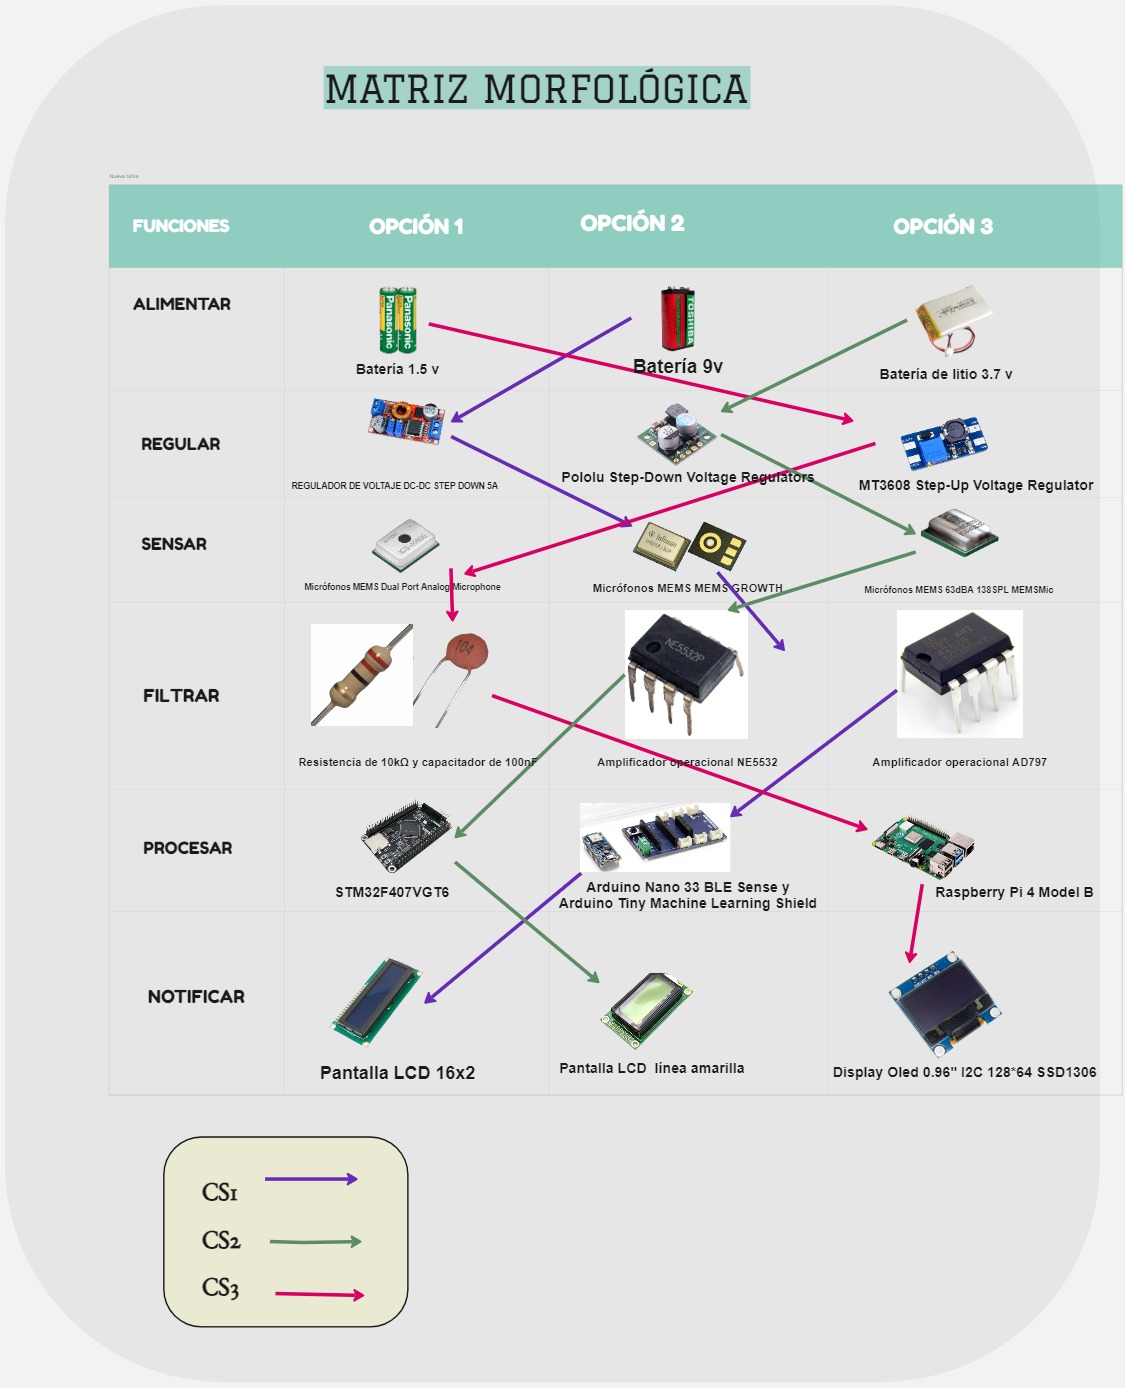 MATRIZ MORFOLÓGICA
Nueva tabla
FUNCIONES
OPCIÓN 1
OPCIÓN 2
OPCIÓN 3
ALIMENTAR
Panasonic
Panasonic
TOSHIBA
Batería 1.5 v
Batería 9v
Batería de litio 3.7 v
REGULAR
REGULADOR DE VOLTAJE DC-DC STEP DOWN 5A
Pololu Step-Down Voltage Regulators
MT3608 Step-Up Voltage Regulator
SENSAR
Infineon
Micrófonos MEMS Dual Port Analog Microphone
Micrófonos MEMS MEMS GROWTH
Micrófonos MEMS 63dBA 138SPL MEMSMic
FILTRAR
104
NE5532P
Resistencia de 10kΩ y capacitador de 100nF
Amplificador operacional NE5532
Amplificador operacional AD797
PROCESAR
STM32F407VGT6
Arduino Nano 33 BLE Sense y
Arduino Tiny Machine Learning Shield
Raspberry Pi 4 Model B
NOTIFICAR
Pantalla LCD 16x2
Pantalla LCD línea amarilla
Display Oled 0.96" I2C 128*64 SSD1306
CS1
CS2
CS3